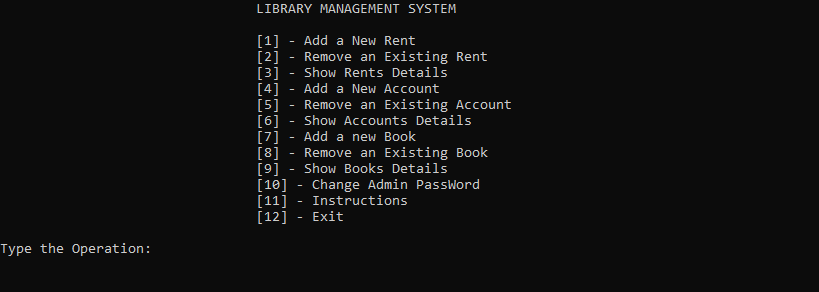 LIBRARY MANAGEMENT SYSTEM
[1] - Add a New Rent
[2] - Remove an Existing Rent
[3] - Show Rents Details
[4] - Add a New Account
[5] - Remove an Existing Account
[6] - Show Accounts Details
[7] - Add a new Book
[8] - Remove an Existing Book
[9] - Show Books Details
[10] - Change Admin PassWord
[11] - Instructions
[12] - Exit
Type the Operation: